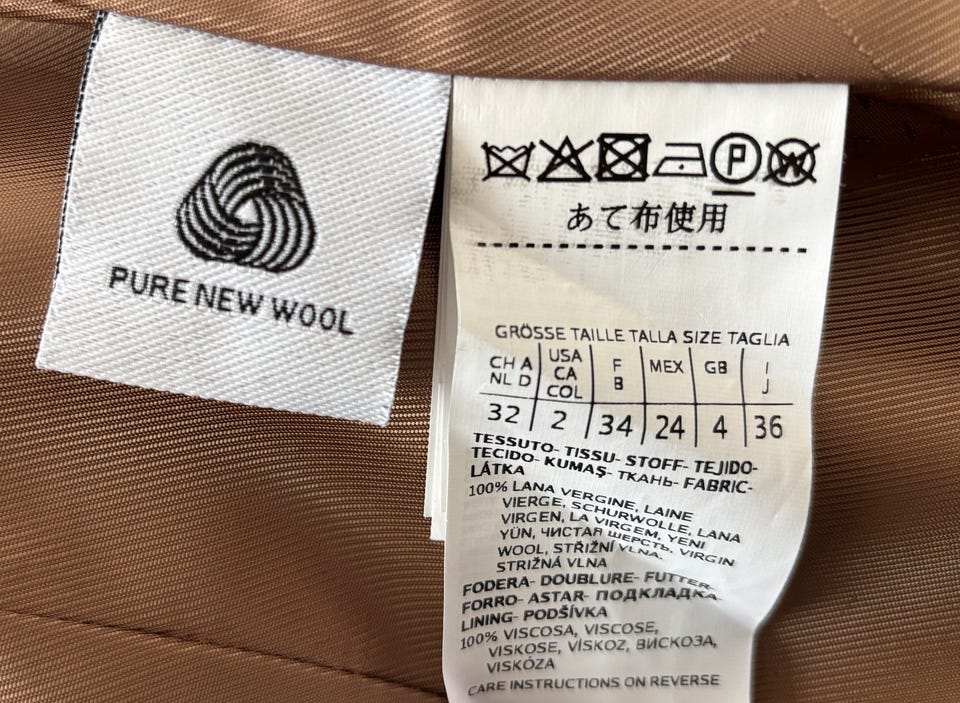 PURE NEW WOOL
P W
あて布使用
GRÖSSE TAILLE TALLA SIZE TAGLIA
CH A NL D USA CA COL F B MEX GB I J
32 2 34 24 4 36
TESSUTO- TISSU- STOFF- TEJIDO-
TECIDO- KUMAŞ- ТКАНЬ- FABRIC-
LÁTKA
100% LANA VERGINE, LAINE
VIERGE, SCHURWOLLE, LANA
VIRGEN, LA VIRGEM, YENI
YÜN, ЧИСТАЯ ШЕРСТЬ, VIRGIN
WOOL, STŘIŽNÍ VLNA,
STRIŽNÁ VLNA
FODERA- DOUBLURE- FUTTER-
FORRO- ASTAR- ПОДКЛАДКА-
LINING- PODŠÍVKA
100% VISCOSA, VISCOSE,
VISKOSE, VÍSKOZ, ВИСКОЗА,
VISKÓZA
CARE INSTRUCTIONS ON REVERSE